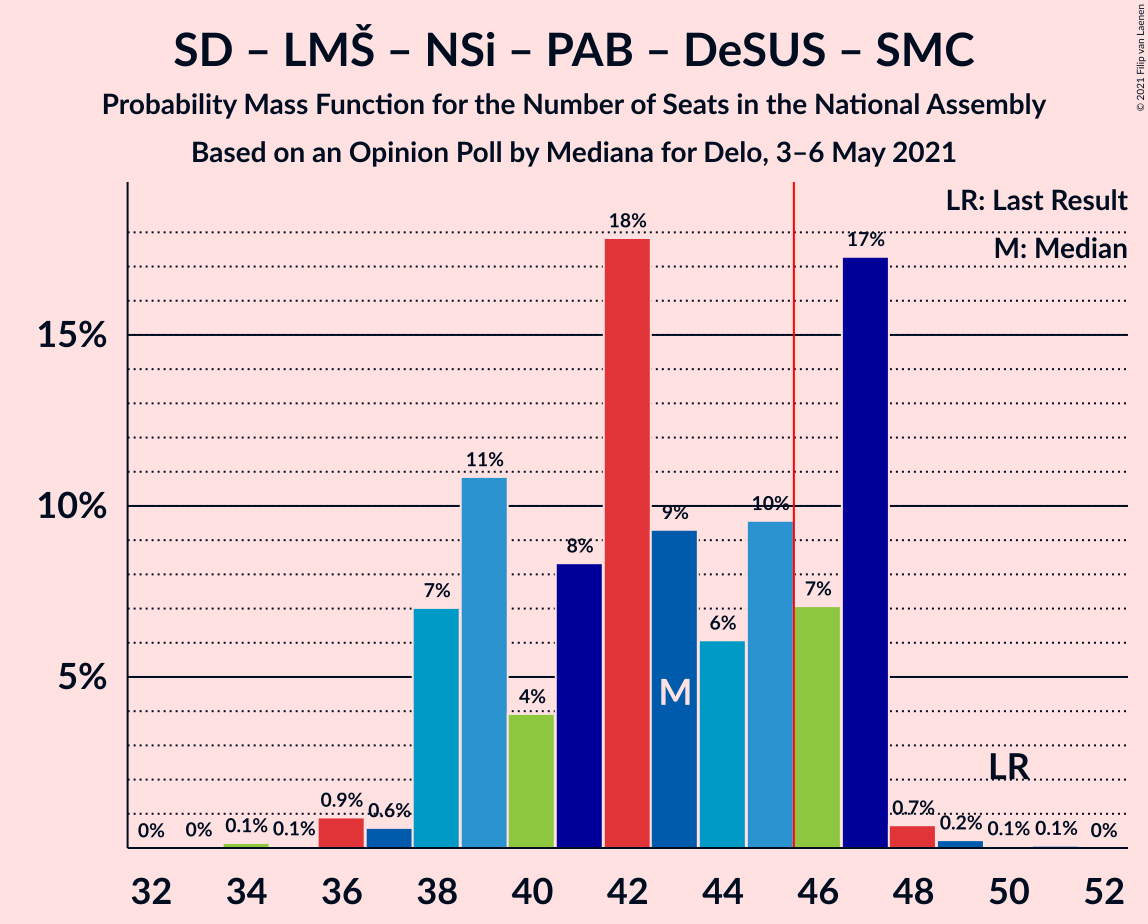 SD – LMŠ – NSi – PAB – DeSUS – SMC
Probability Mass Function for the Number of Seats in the National Assembly
Based on an Opinion Poll by Mediana for Delo, 3–6 May 2021
© 2021 Filip van Laenen
LR: Last Result
M: Median
15%
10%
5%
0%
0%
0.1%
0.1%
0.9%
0.6%
7%
11%
4%
8%
18%
9%
6%
10%
7%
17%
0.7%
0.2%
0.1%
0.1%
0%
M
LR
32 34 36 38 40 42 44 46 48 50 52